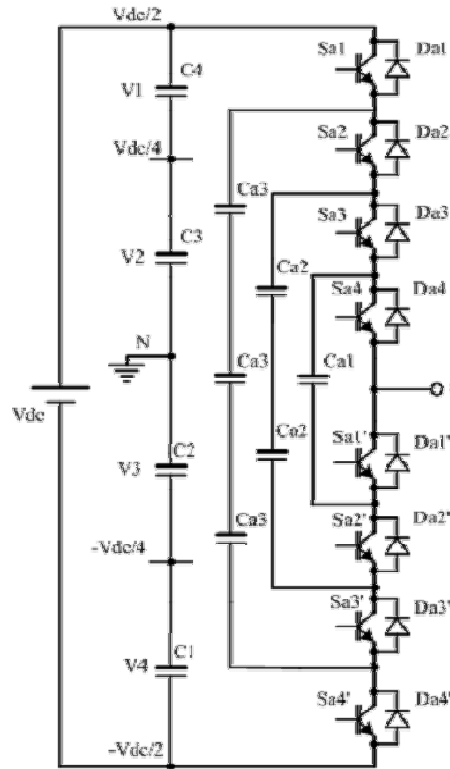 Vdc/2
Sa1
Da1
C4
V1
Sa2
Da2
Vdc/4
Ca3
Sa3
Da3
C3
V2
Ca2
Sa4
Da4
N
Ca3
Ca1
Vdc
Sa1'
Da1'
C2
V3
Ca2
Sa2'
Da2'
Ca3
-Vdc/4
Sa3'
Da3'
C1
V4
Sa4'
Da4'
-Vdc/2